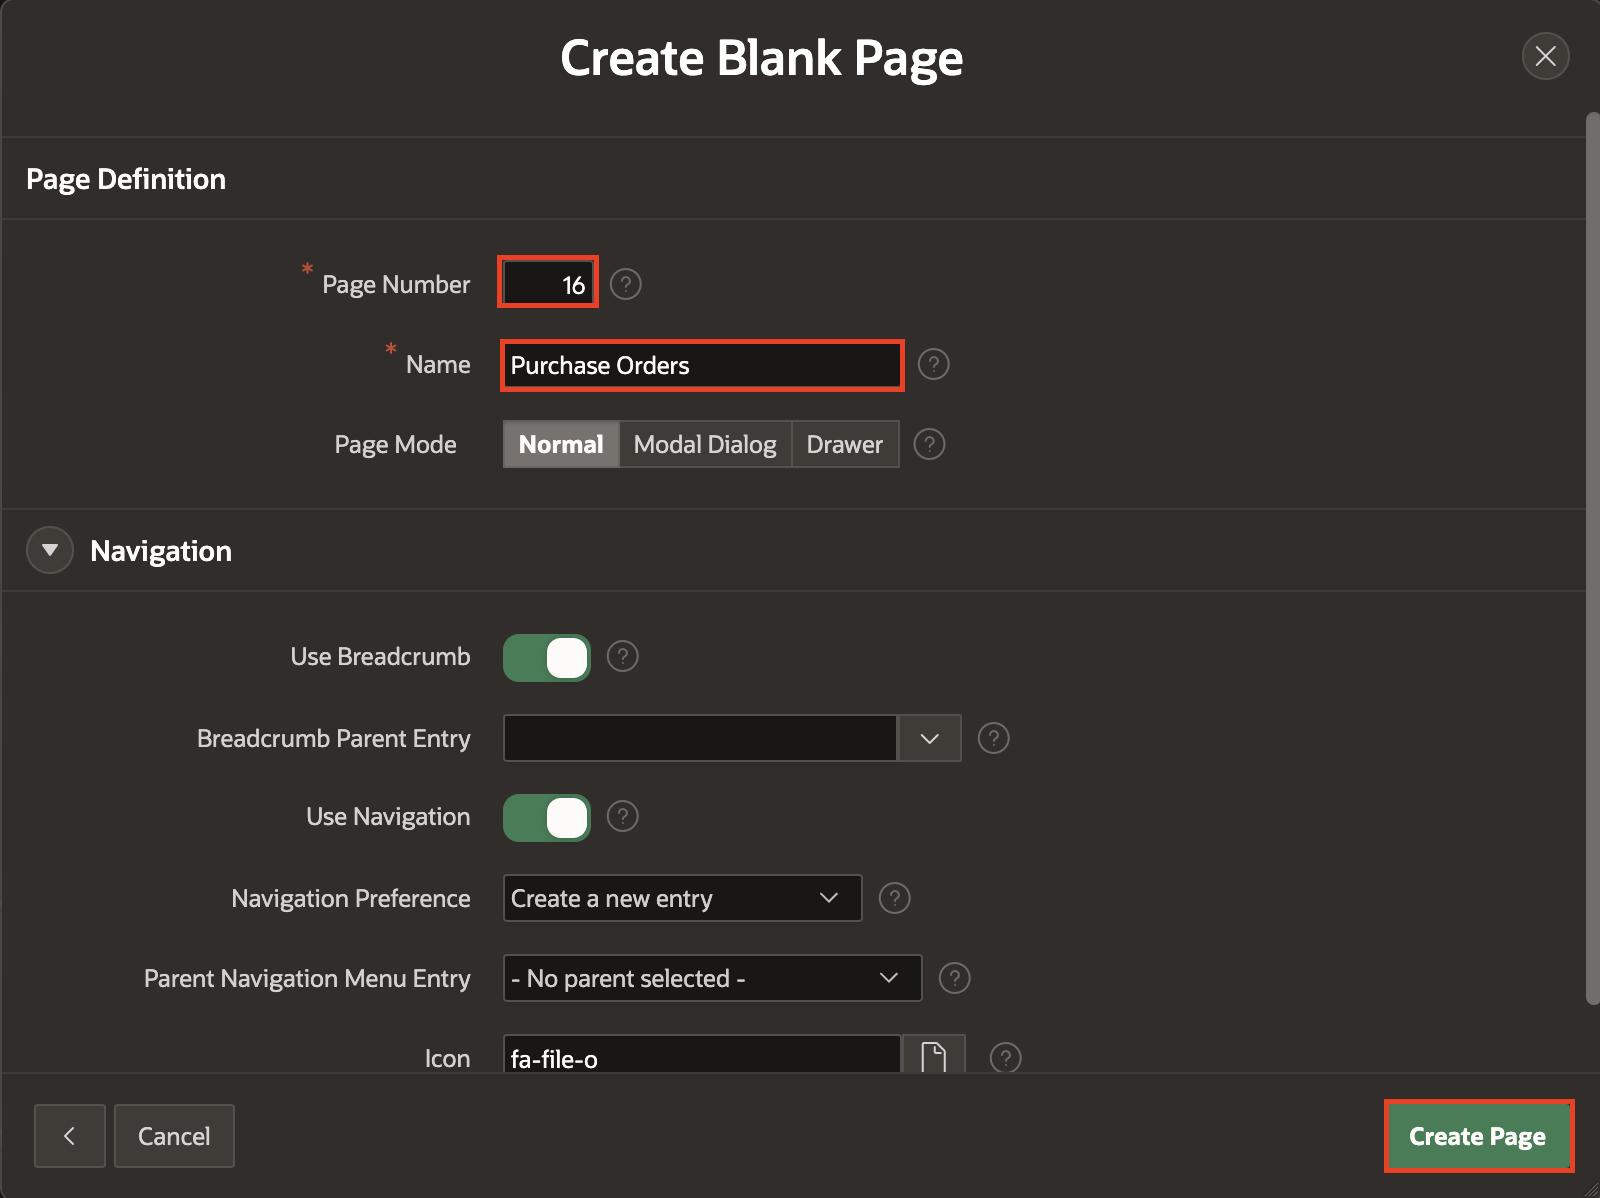 Create Blank Page
Page Definition
* Page Number 16 ?
* Name Purchase Orders ?
Page Mode Normal Modal Dialog Drawer ?
Navigation
Use Breadcrumb ?
Breadcrumb Parent Entry ?
Use Navigation ?
Navigation Preference Create a new entry ?
Parent Navigation Menu Entry - No parent selected - ?
Icon fa-file-o ?
Cancel Create Page